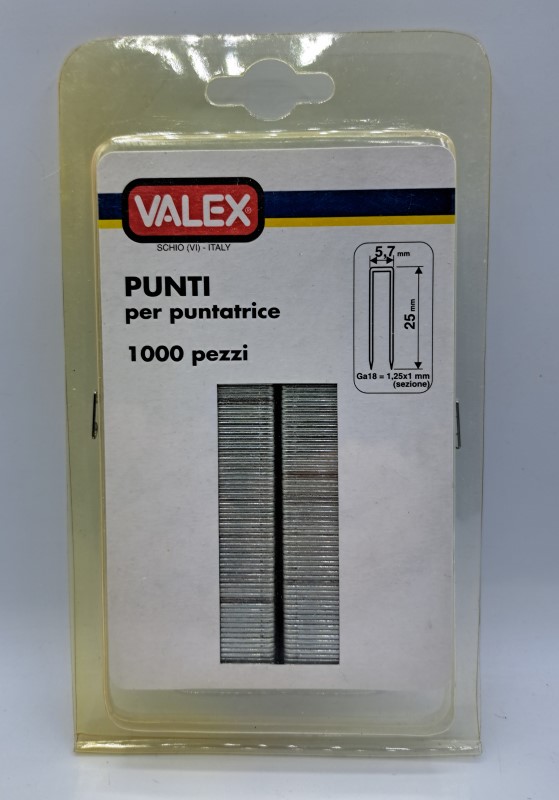 VALEX®
SCHIO (VI) - ITALY
PUNTI
per puntatrice
1000 pezzi
5,7 mm
25 mm
Ga18 = 1,25x1 mm
(sezione)